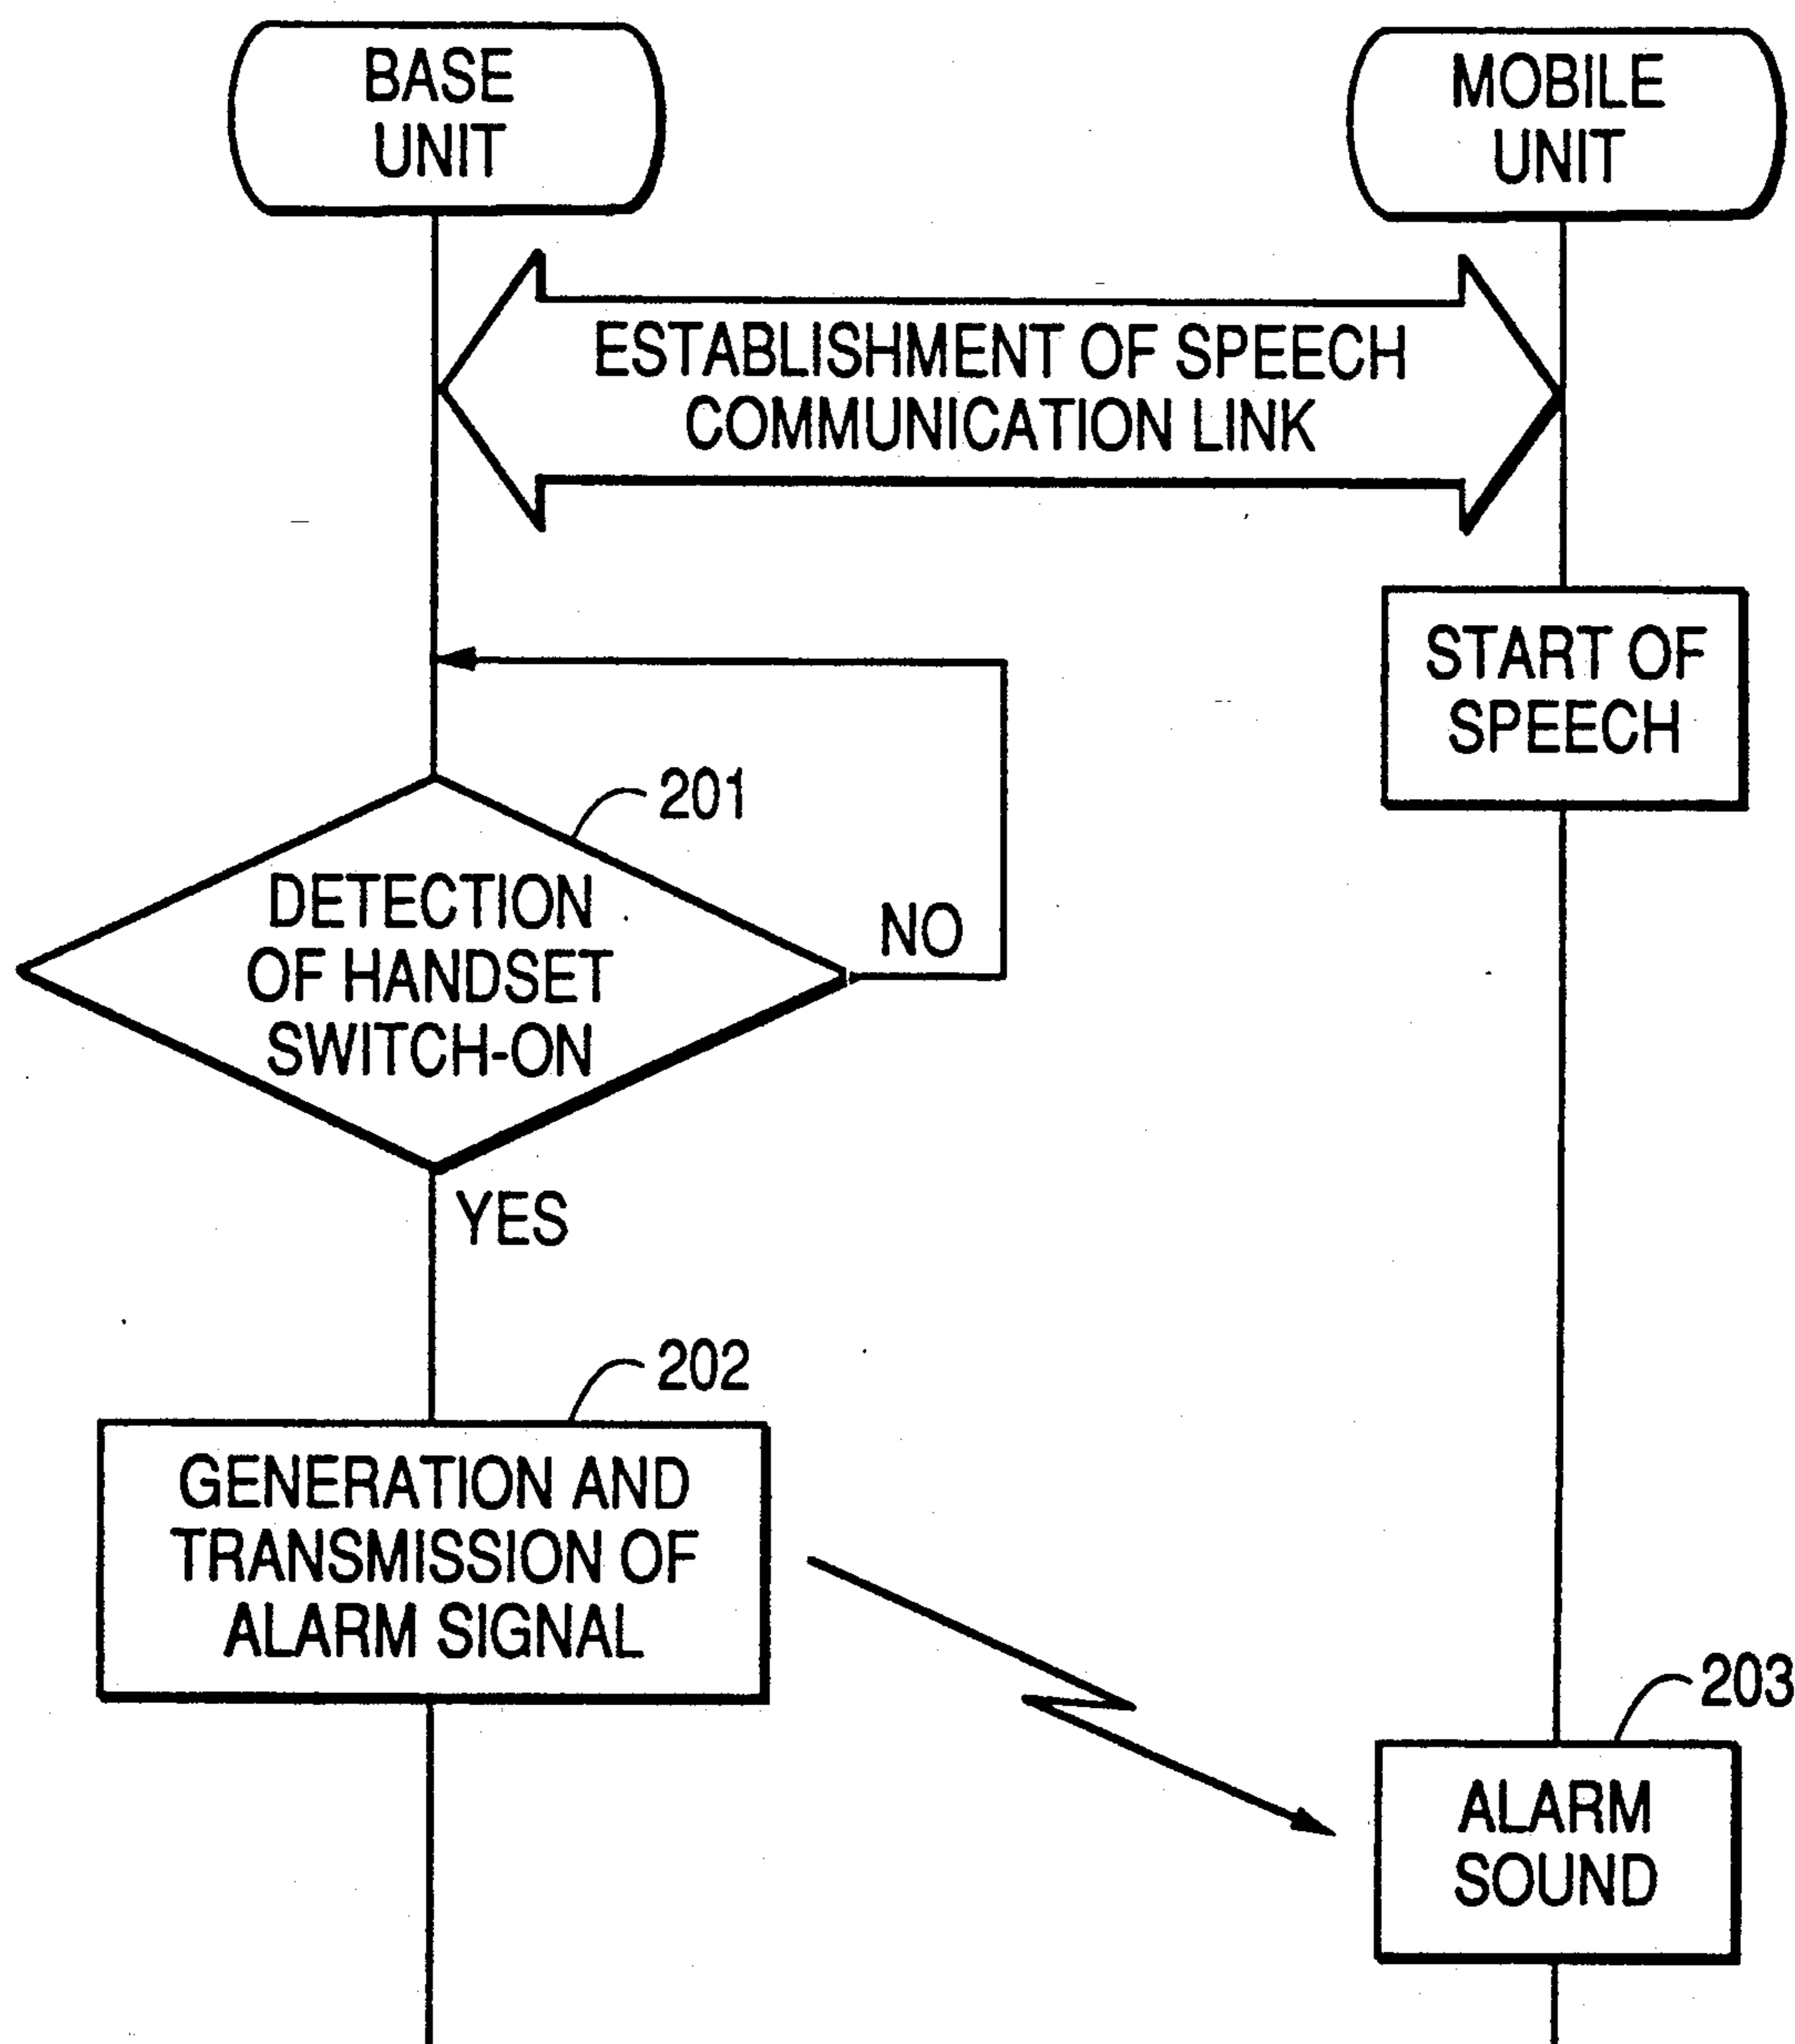 BASE
UNIT
MOBILE
UNIT
ESTABLISHMENT OF SPEECH
COMMUNICATION LINK
START OF
SPEECH
201
DETECTION
OF HANDSET
SWITCH-ON
NO
YES
202
GENERATION AND
TRANSMISSION OF
ALARM SIGNAL
203
ALARM
SOUND